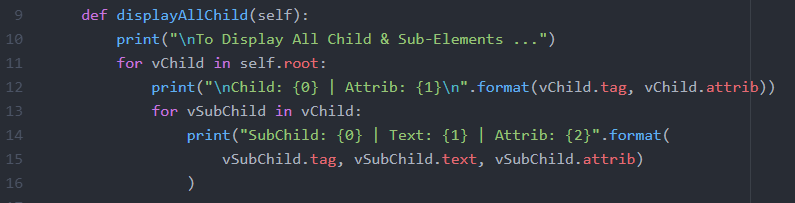 9 def displayAllChild(self):
10 print("\nTo Display All Child & Sub-Elements ...")
11 for vChild in self.root:
12 print("\nChild: {0} | Attrib: {1}\n".format(vChild.tag, vChild.attrib))
13 for vSubChild in vChild:
14 print("SubChild: {0} | Text: {1} | Attrib: {2}".format(
15 vSubChild.tag, vSubChild.text, vSubChild.attrib)
16 )